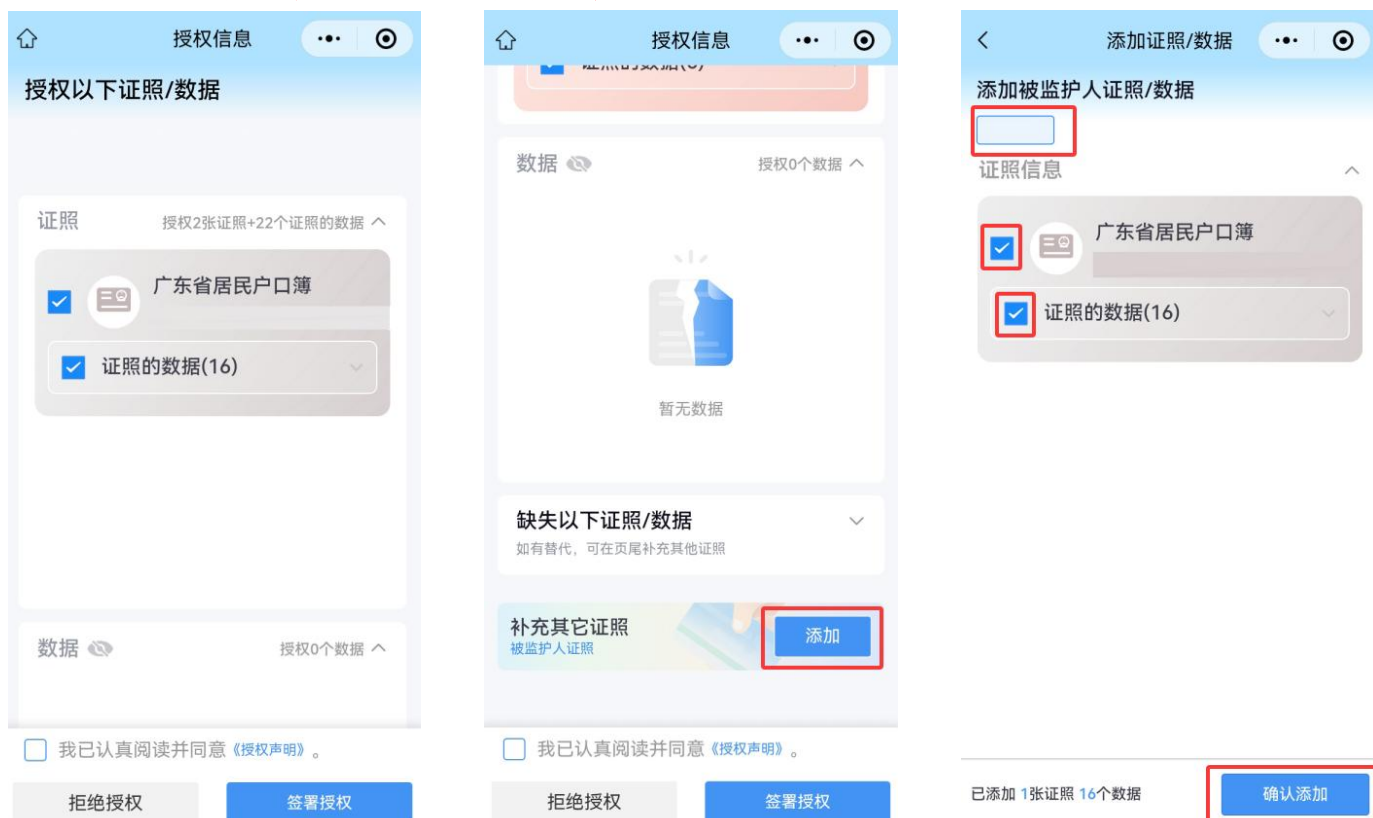 授权信息
授权以下证照/数据
证照
授权2张证照+22个证照的数据
广东省居民户口簿
证照的数据(16)
数据
授权0个数据
我已认真阅读并同意《授权声明》。
拒绝授权
签署授权
授权信息
数据
授权0个数据
暂无数据
缺失以下证照/数据
如有替代，可在页尾补充其他证照
补充其它证照
被监护人证照
添加
我已认真阅读并同意《授权声明》。
拒绝授权
签署授权
添加证照/数据
添加被监护人证照/数据
证照信息
广东省居民户口簿
证照的数据(16)
已添加 1张证照 16个数据
确认添加